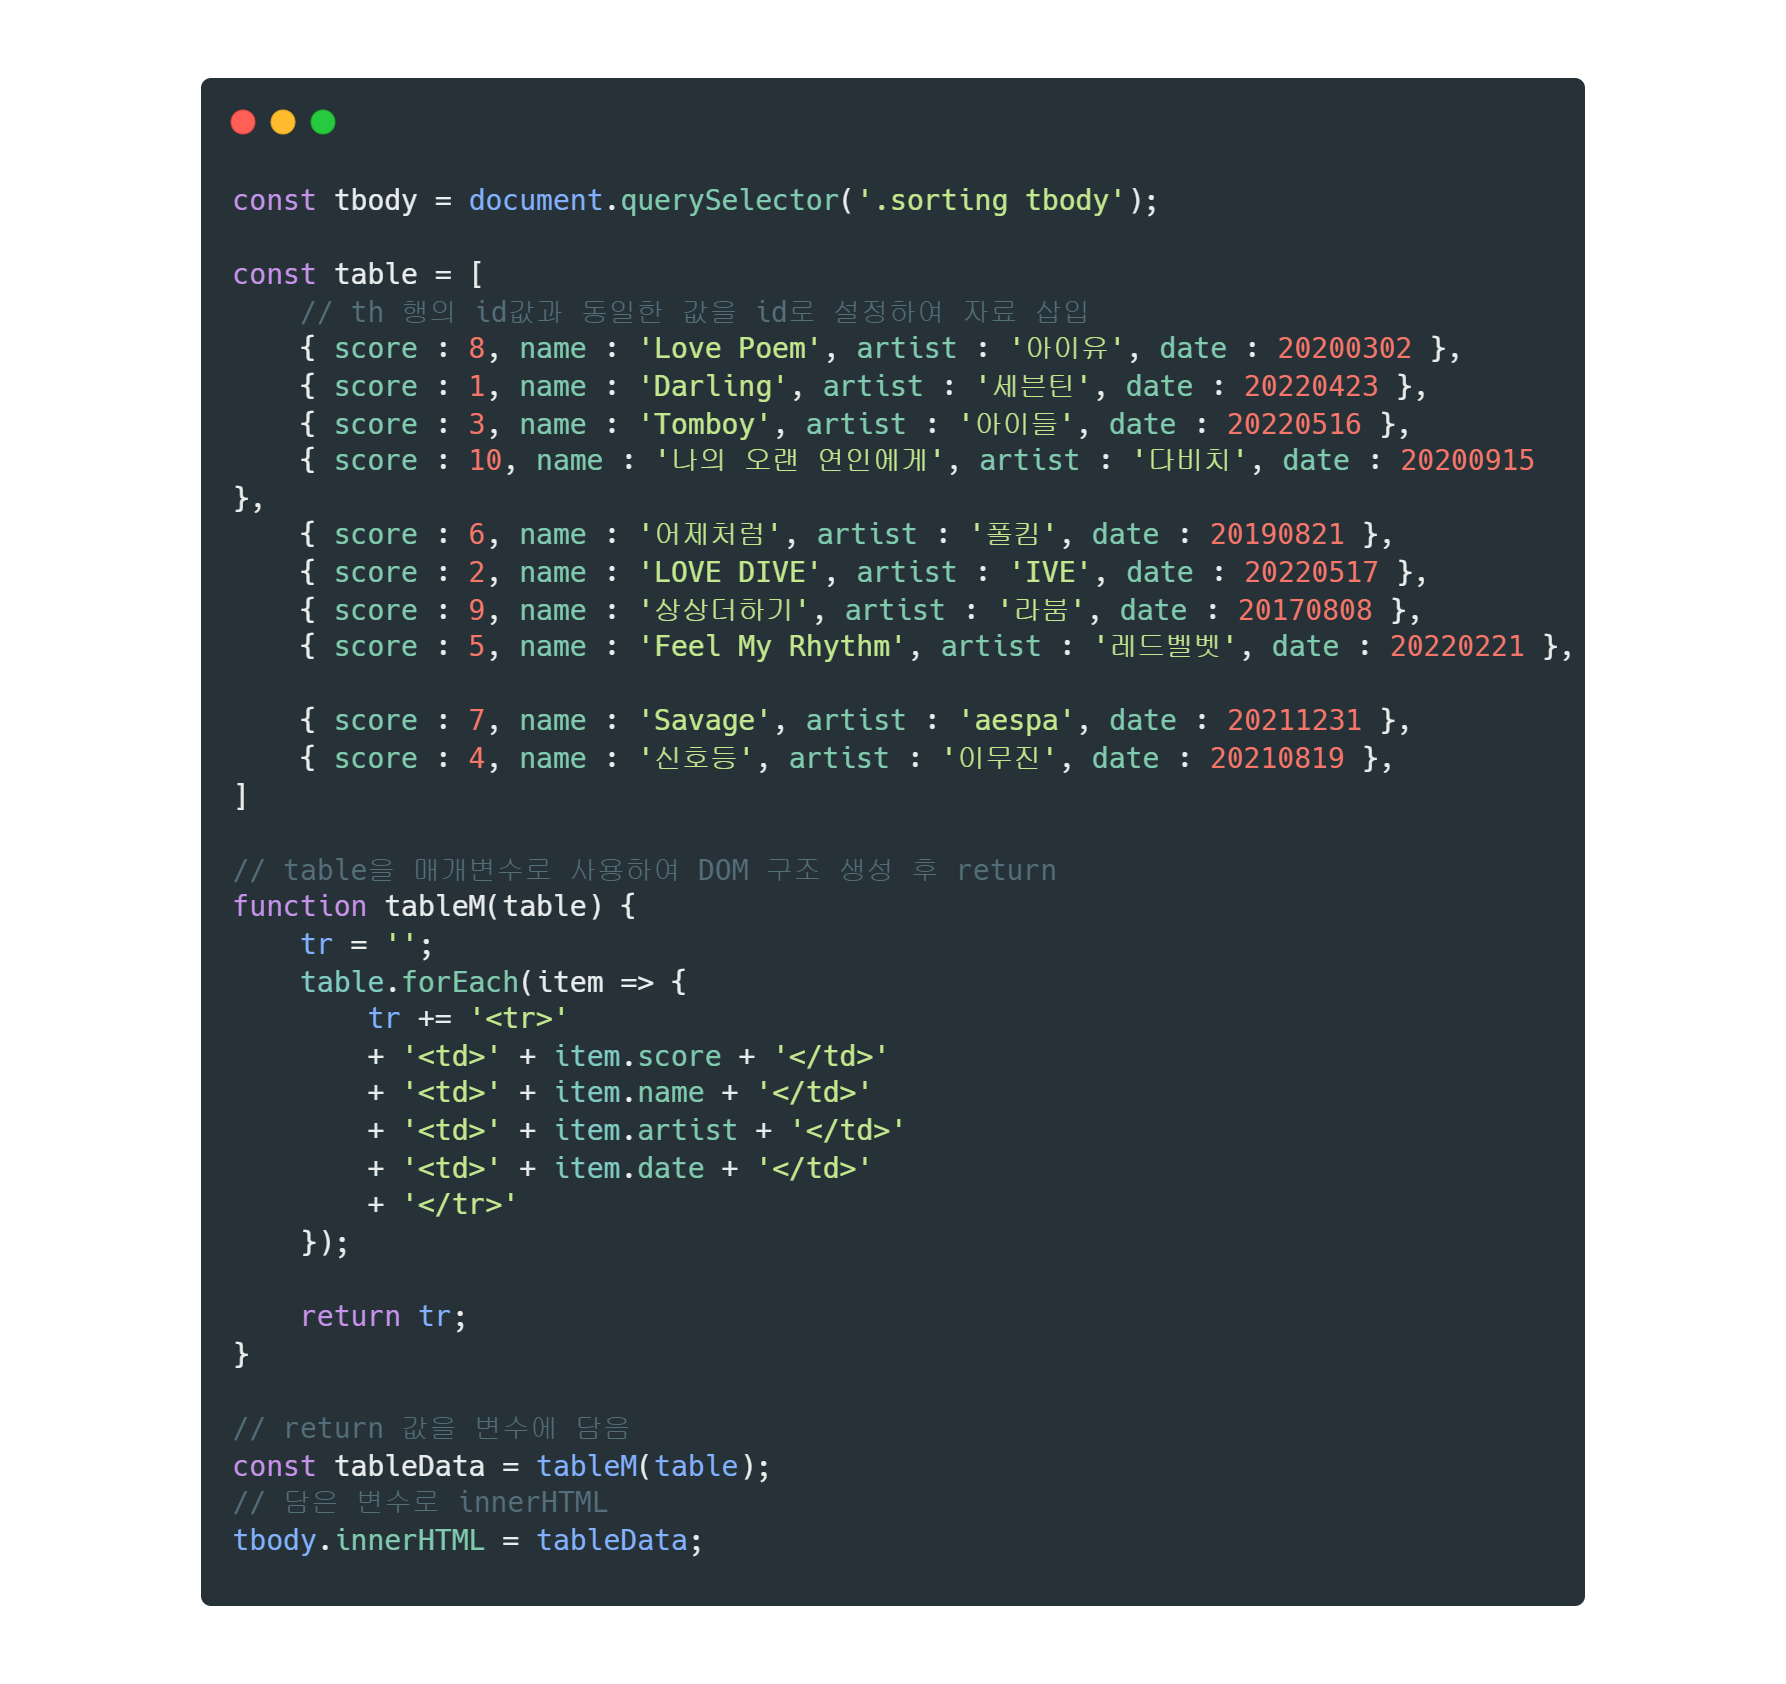 const tbody = document.querySelector('.sorting tbody');
const table = [
// th 행의 id값과 동일한 값을 id로 설정하여 자료 삽입
{ score : 8, name : 'Love Poem', artist : '아이유', date : 20200302 },
{ score : 1, name : 'Darling', artist : '세븐틴', date : 20220423 },
{ score : 3, name : 'Tomboy', artist : '아이들', date : 20220516 },
{ score : 10, name : '나의 오랜 연인에게', artist : '다비치', date : 20200915
},
{ score : 6, name : '어제처럼', artist : '폴킴', date : 20190821 },
{ score : 2, name : 'LOVE DIVE', artist : 'IVE', date : 20220517 },
{ score : 9, name : '상상더하기', artist : '라붐', date : 20170808 },
{ score : 5, name : 'Feel My Rhythm', artist : '레드벨벳', date : 20220221 },
{ score : 7, name : 'Savage', artist : 'aespa', date : 20211231 },
{ score : 4, name : '신호등', artist : '이무진', date : 20210819 },
]
// table을 매개변수로 사용하여 DOM 구조 생성 후 return
function tableM(table) {
tr = '';
table.forEach(item => {
tr += '<tr>'
+ '<td>' + item.score + '</td>'
+ '<td>' + item.name + '</td>'
+ '<td>' + item.artist + '</td>'
+ '<td>' + item.date + '</td>'
+ '</tr>'
});
return tr;
}
// return 값을 변수에 담음
const tableData = tableM(table);
// 담은 변수로 innerHTML
tbody.innerHTML = tableData;